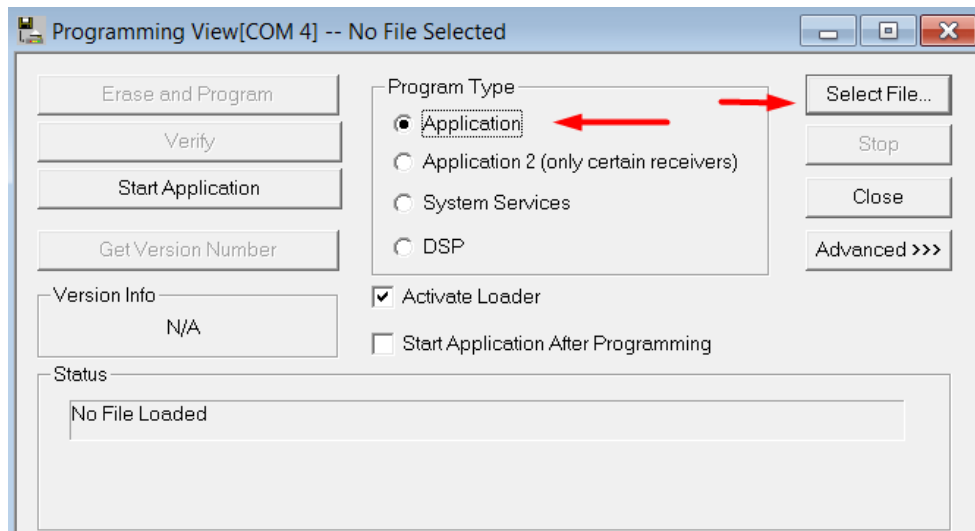 Programming View[COM 4] -- No File Selected
Erase and Program
Verify
Start Application
Get Version Number
Version Info
N/A
Program Type
Application
Application 2 (only certain receivers)
System Services
DSP
Activate Loader
Start Application After Programming
Select File...
Stop
Close
Advanced >>>
Status
No File Loaded